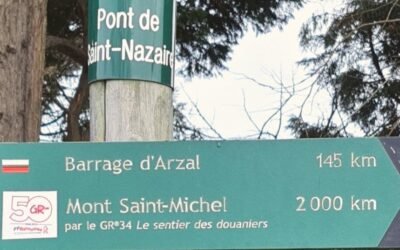 Pont de
Saint-Nazaire
Barrage d'Arzal 145 km
50 GR®
Mont Saint-Michel 2 000 km
par le GR®34 Le sentier des douaniers